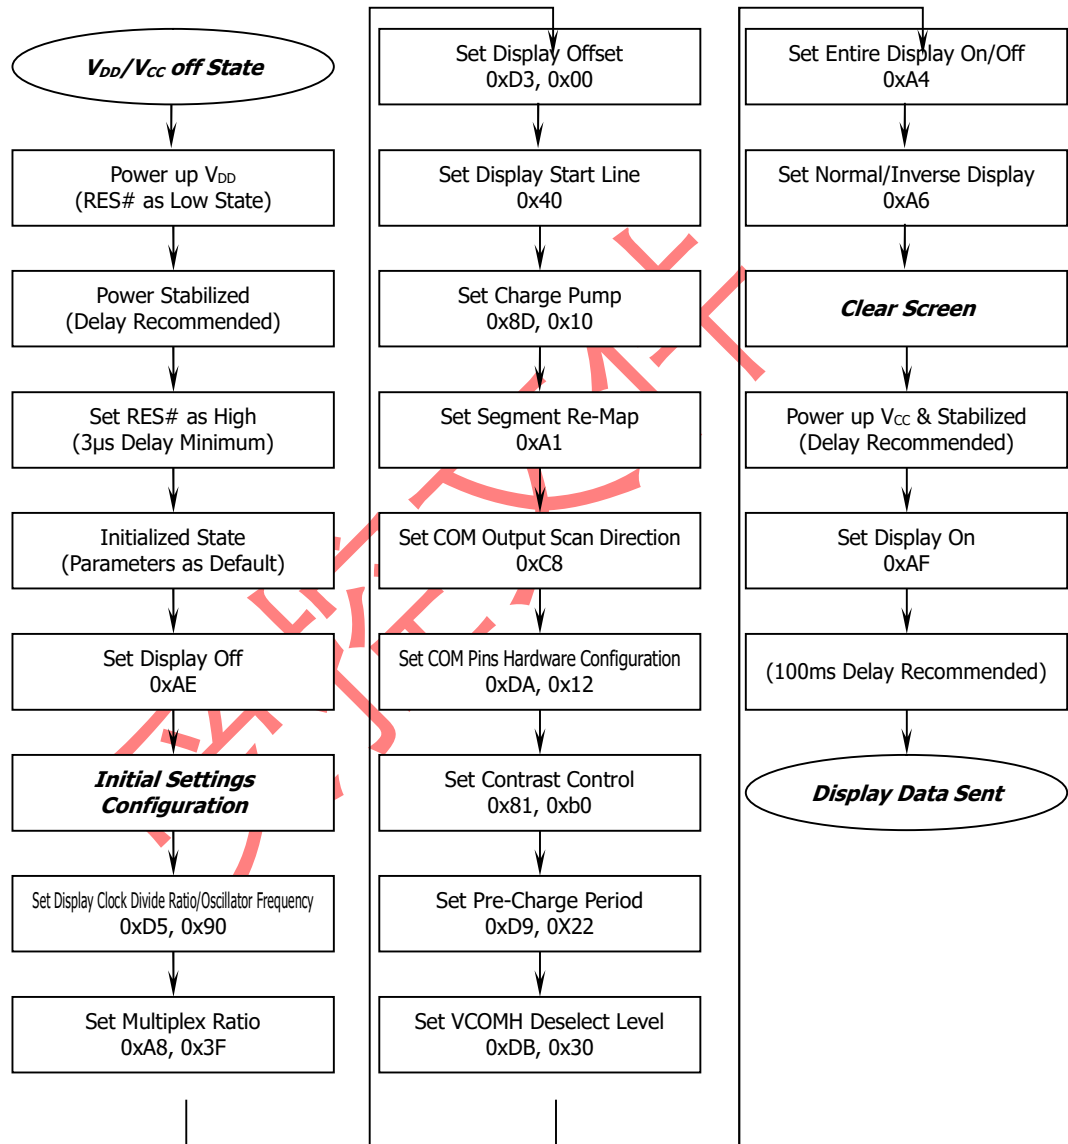 VDD/VCC off State
Power up VDD
(RES# as Low State)
Power Stabilized
(Delay Recommended)
Set RES# as High
(3μs Delay Minimum)
Initialized State
(Parameters as Default)
Set Display Off
0xAE
Initial Settings
Configuration
Set Display Clock Divide Ratio/Oscillator Frequency
0xD5, 0x90
Set Multiplex Ratio
0xA8, 0x3F
Set Display Offset
0xD3, 0x00
Set Display Start Line
0x40
Set Charge Pump
0x8D, 0x10
Set Segment Re-Map
0xA1
Set COM Output Scan Direction
0xC8
Set COM Pins Hardware Configuration
0xDA, 0x12
Set Contrast Control
0x81, 0xb0
Set Pre-Charge Period
0xD9, 0X22
Set VCOMH Deselect Level
0xDB, 0x30
Set Entire Display On/Off
0xA4
Set Normal/Inverse Display
0xA6
Clear Screen
Power up VCC & Stabilized
(Delay Recommended)
Set Display On
0xAF
(100ms Delay Recommended)
Display Data Sent